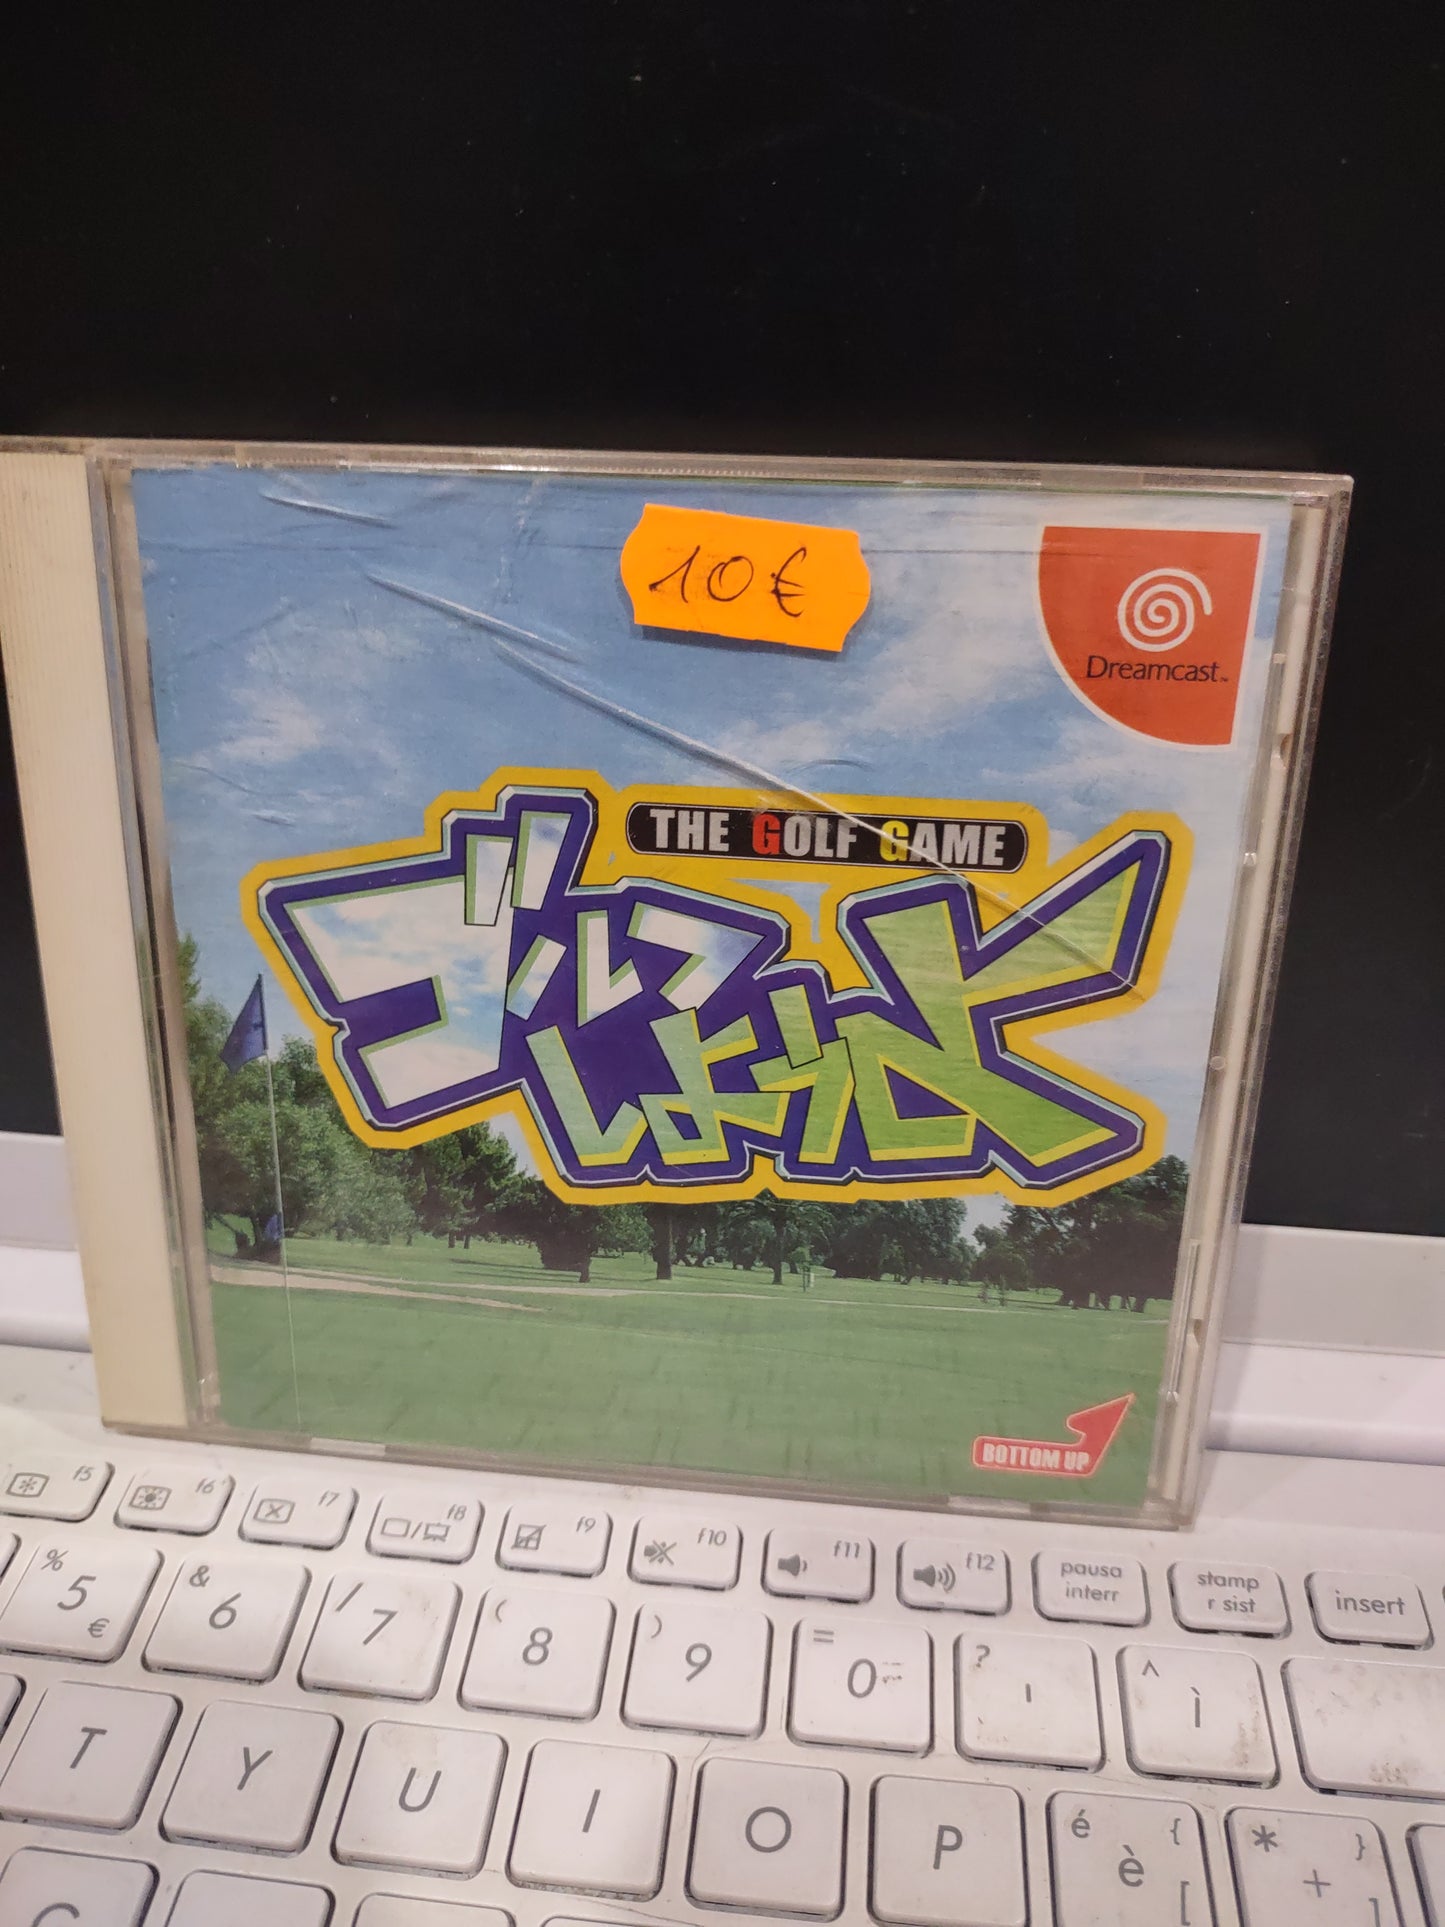 10€
Dreamcast™
THE GOLF GAME
ゴルフ
しようよ
BOTTOM UP
f5 f6 f7 f8 f9 f10 f11 f12 pausa interr stamp r sist insert
% 5 € & 6 / 7 ( 8 ) 9 = 0 ? ' ^ ì
T Y U I O P é è { [ * + } ]